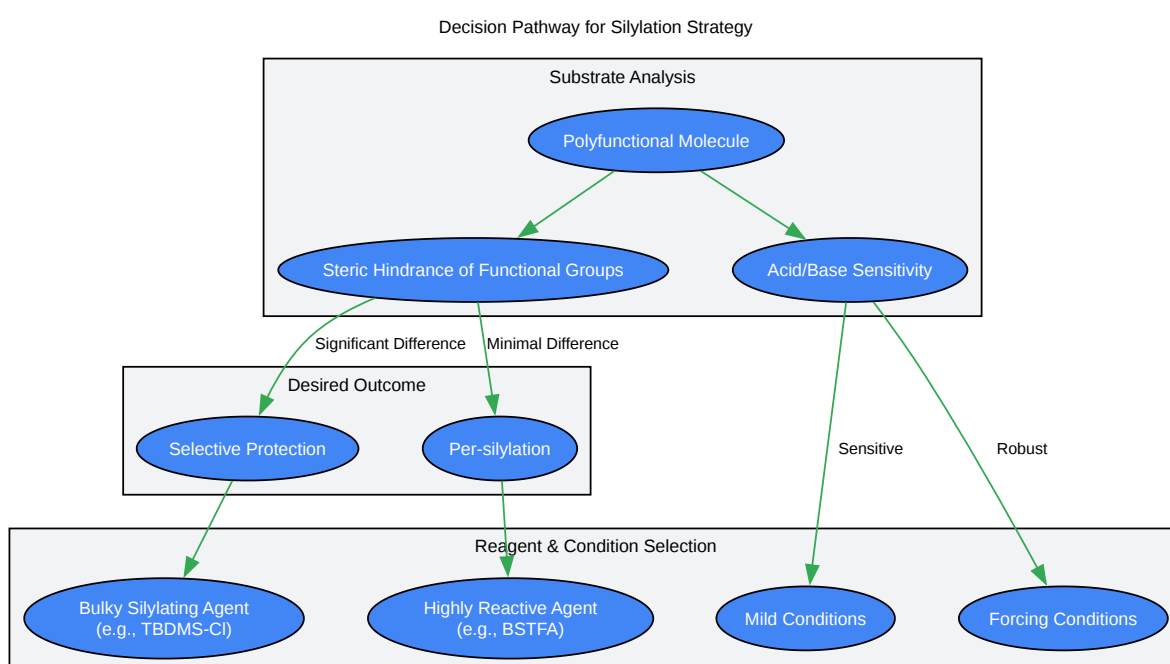 Decision Pathway for Silylation Strategy
Substrate Analysis
Polyfunctional Molecule
Steric Hindrance of Functional Groups
Acid/Base Sensitivity
Significant Difference
Minimal Difference
Desired Outcome
Selective Protection
Per-silylation
Sensitive
Robust
Reagent & Condition Selection
Bulky Silylating Agent
(e.g., TBDMS-Cl)
Highly Reactive Agent
(e.g., BSTFA)
Mild Conditions
Forcing Conditions